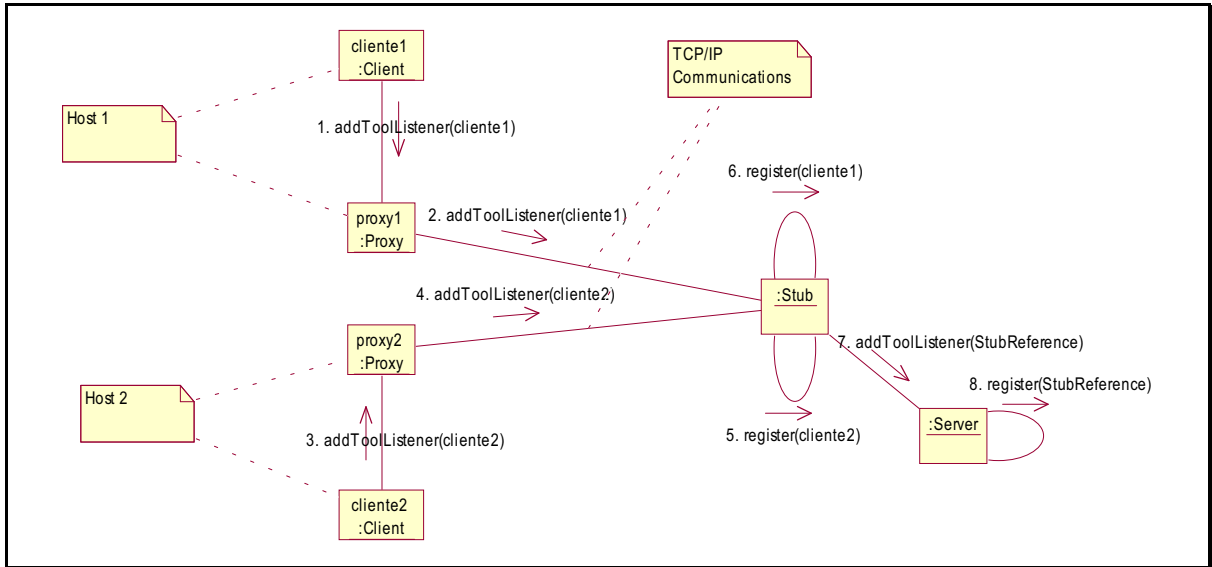 cliente1
:Client
TCP/IP
Communications
Host 1
1. addToolListener(cliente1)
6. register(cliente1)
proxy1
:Proxy
2. addToolListener(cliente1)
4. addToolListener(cliente2)
:Stub
proxy2
:Proxy
7. addToolListener(StubReference)
Host 2
8. register(StubReference)
3. addToolListener(cliente2)
5. register(cliente2)
:Server
cliente2
:Client